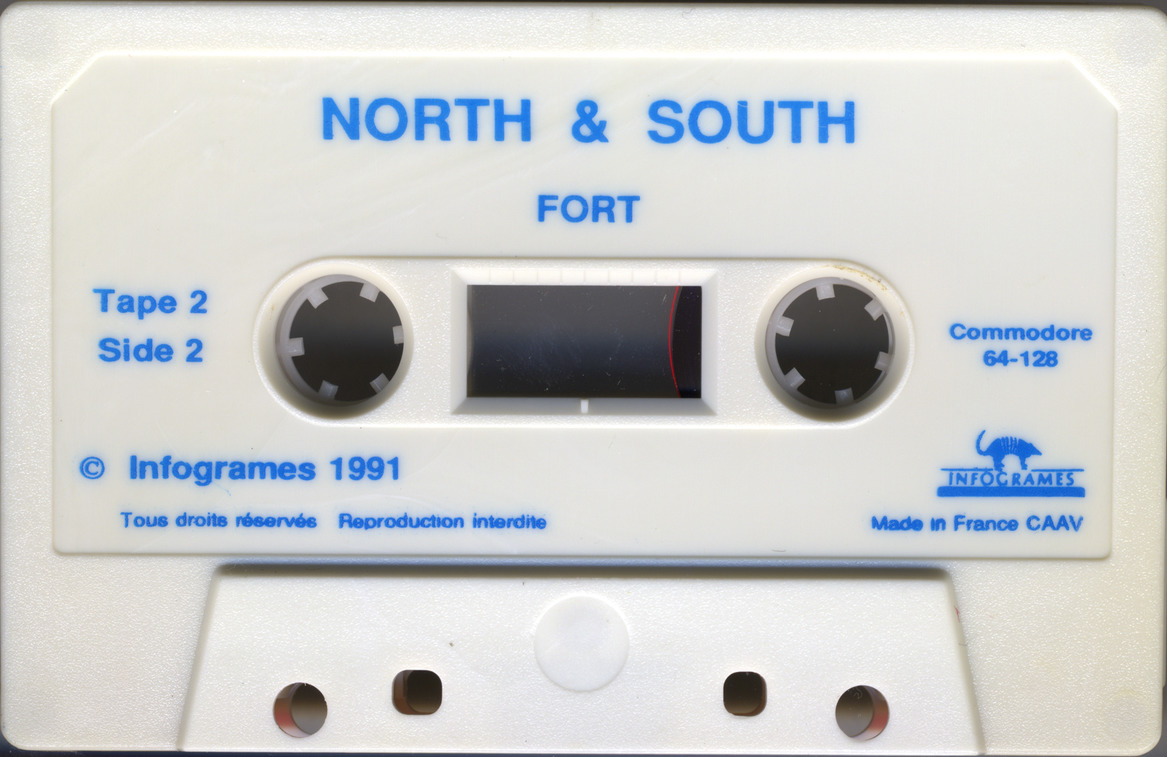 NORTH & SOUTH
FORT
Tape 2
Side 2
Commodore
64-128
© Infogrames 1991
INFOGRAMES
Tous droits réservés Reproduction interdite
Made in France CAAV